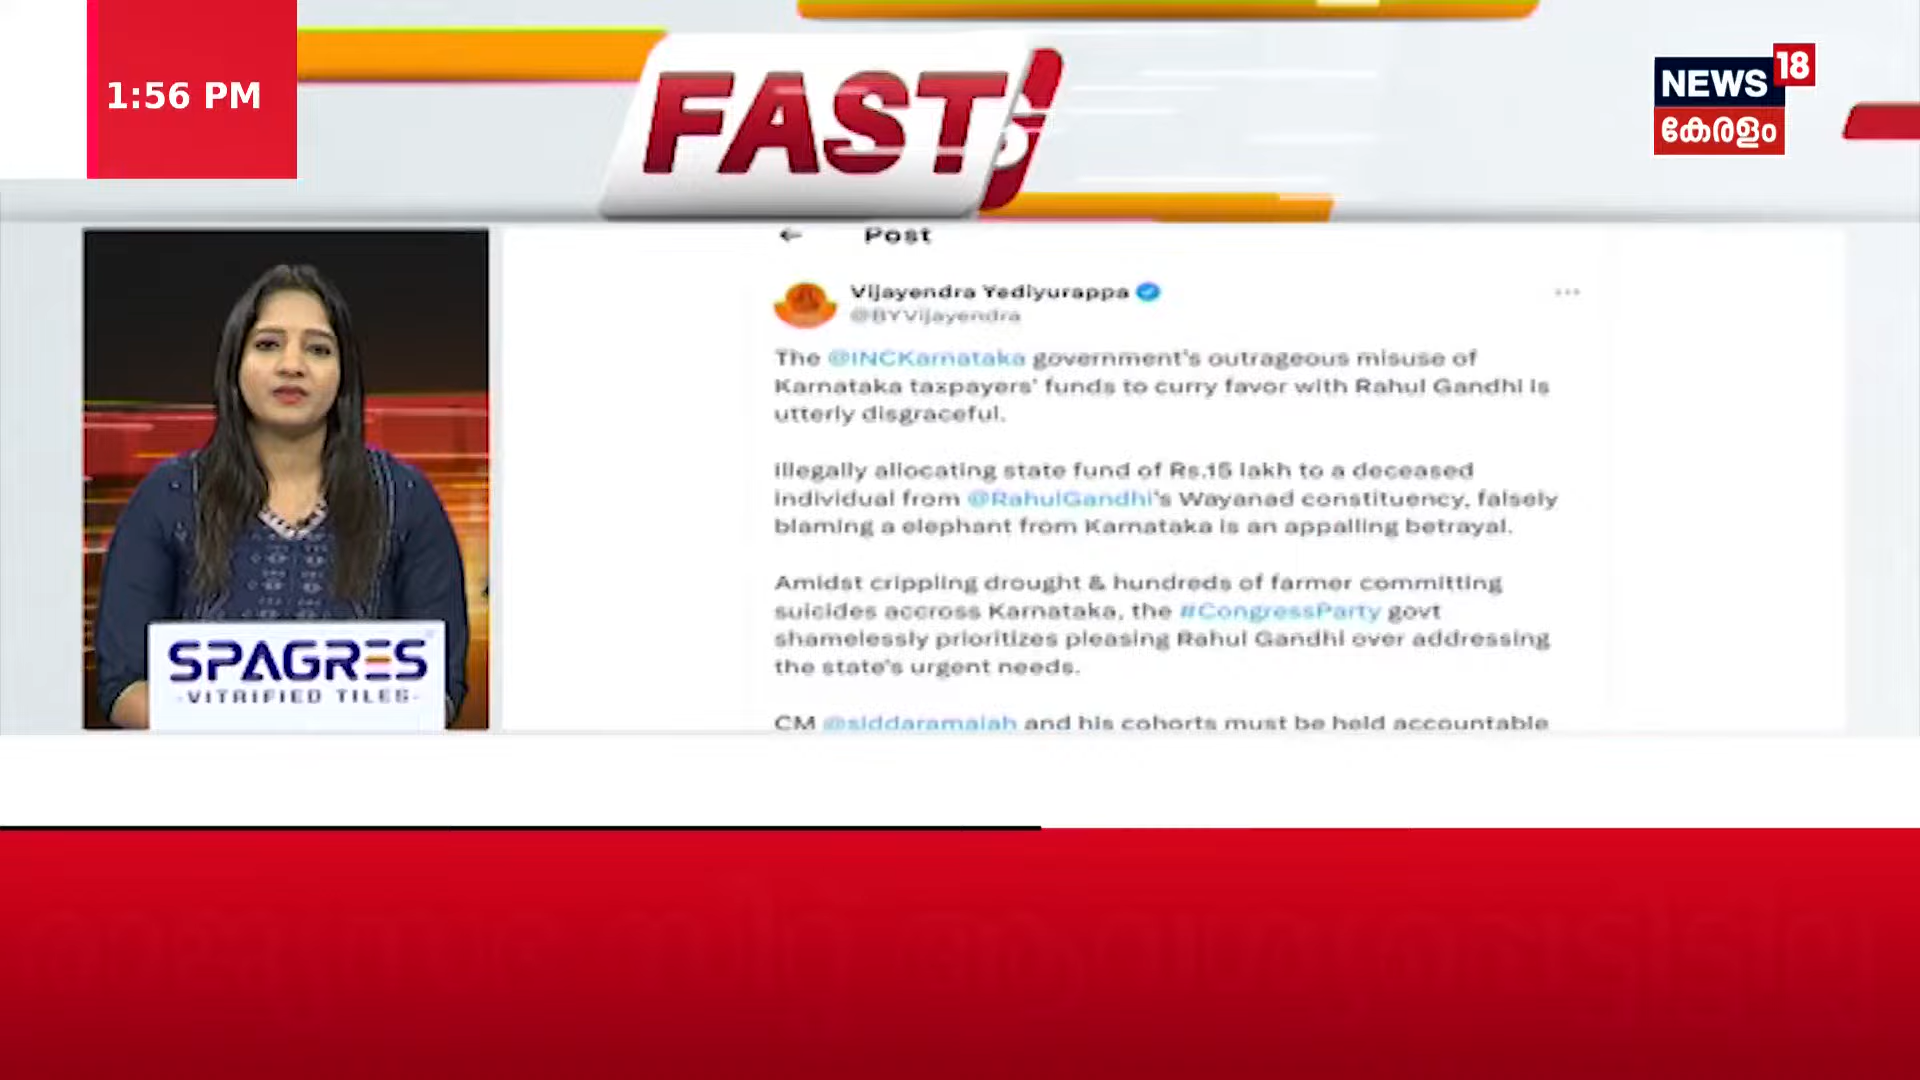 1:56 PM
FAST
NEWS 18
കേരളം
Post
Vijayendra Yediyurappa
@BYVijayendra
The @INCKarnataka government's outrageous misuse of
Karnataka taxpayers' funds to curry favor with Rahul Gandhi is
utterly disgraceful.
Illegally allocating state fund of Rs.15 lakh to a deceased
individual from @RahulGandhi's Wayanad constituency, falsely
blaming a elephant from Karnataka is an appalling betrayal.
Amidst crippling drought & hundreds of farmer committing
suicides accross Karnataka, the #CongressParty govt
shamelessly prioritizes pleasing Rahul Gandhi over addressing
the state's urgent needs.
CM @siddaramaiah and his cohorts must be held accountable
SPAGRES
-VITRIFIED TILES-